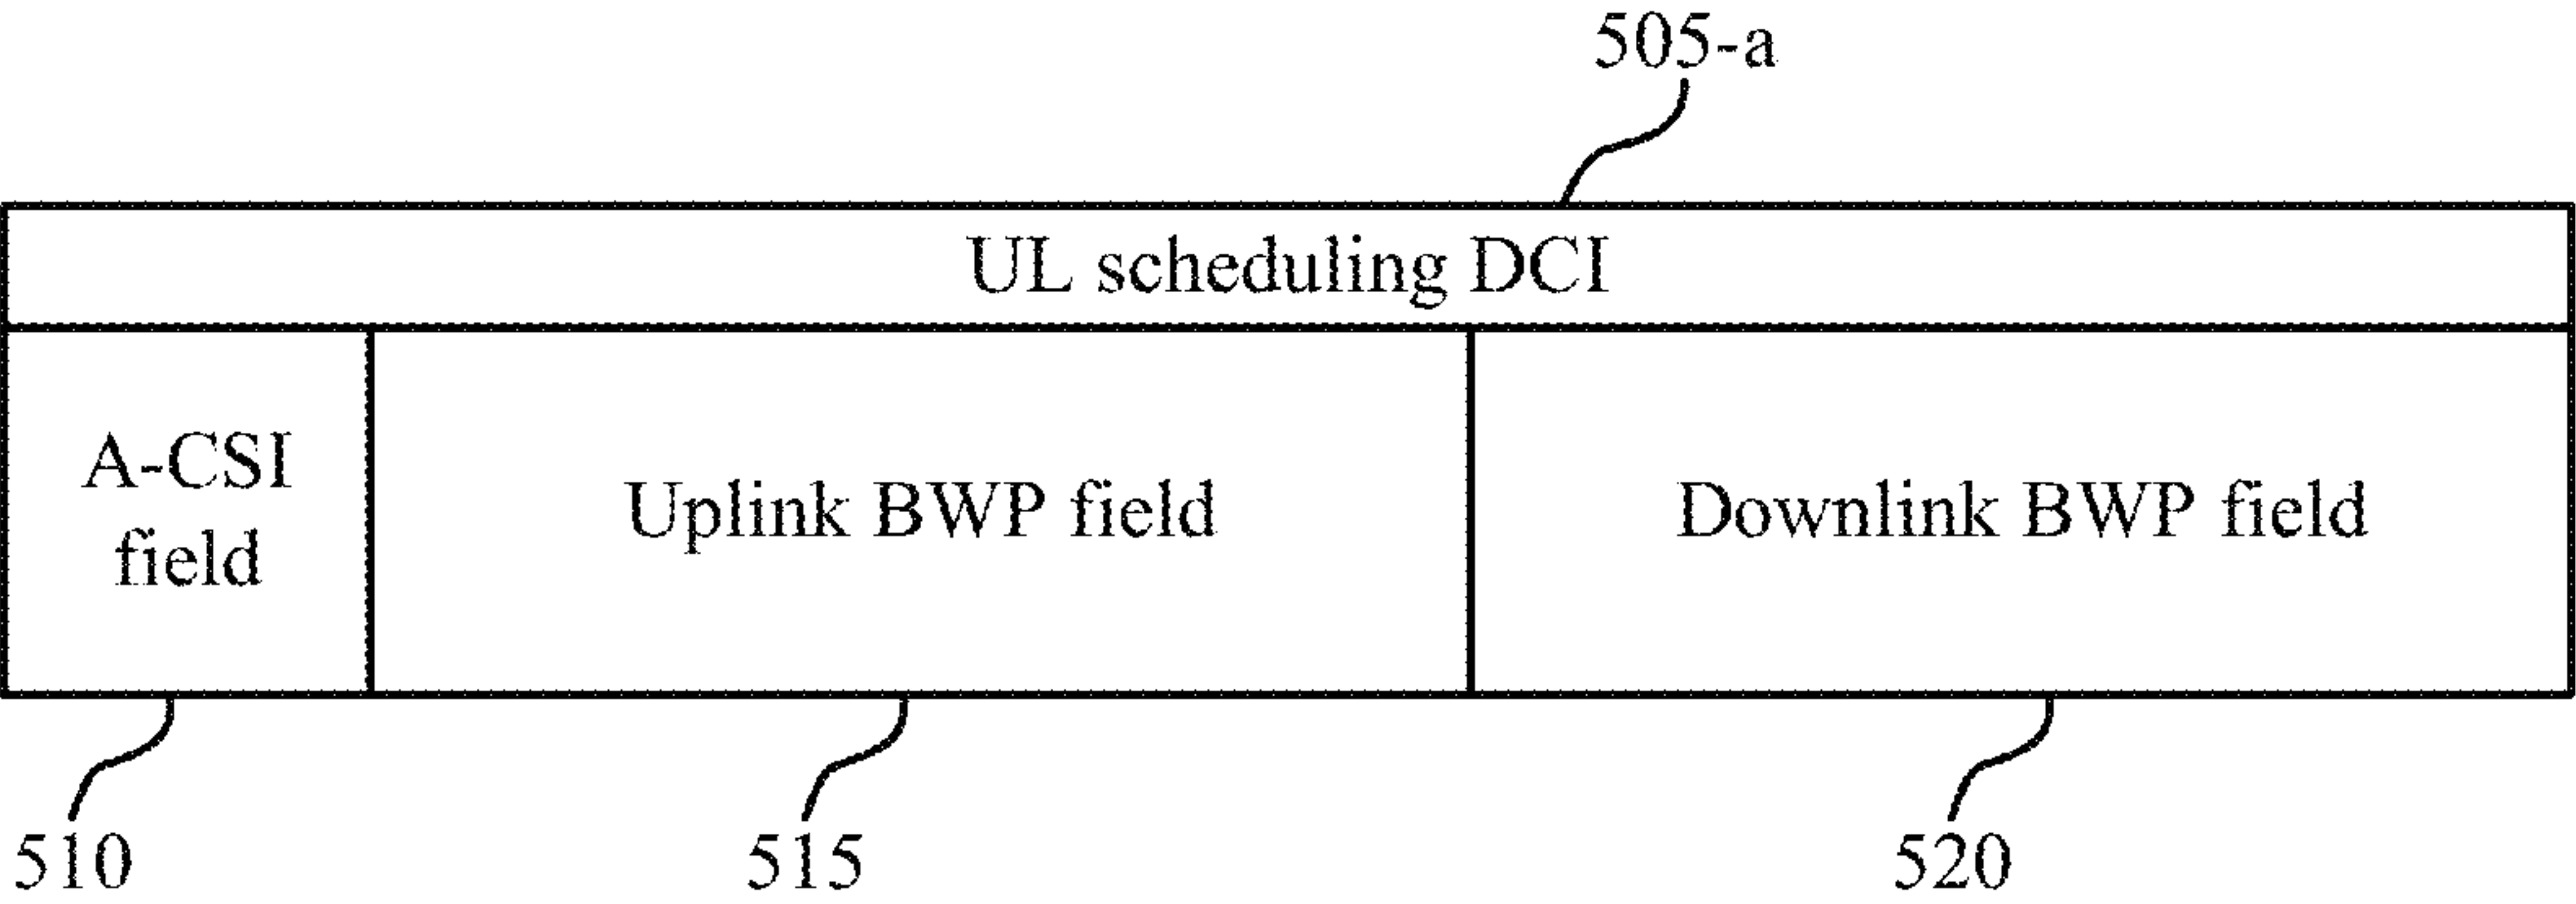 505-a
UL scheduling DCI
A-CSI
field
Uplink BWP field
Downlink BWP field
510
515
520